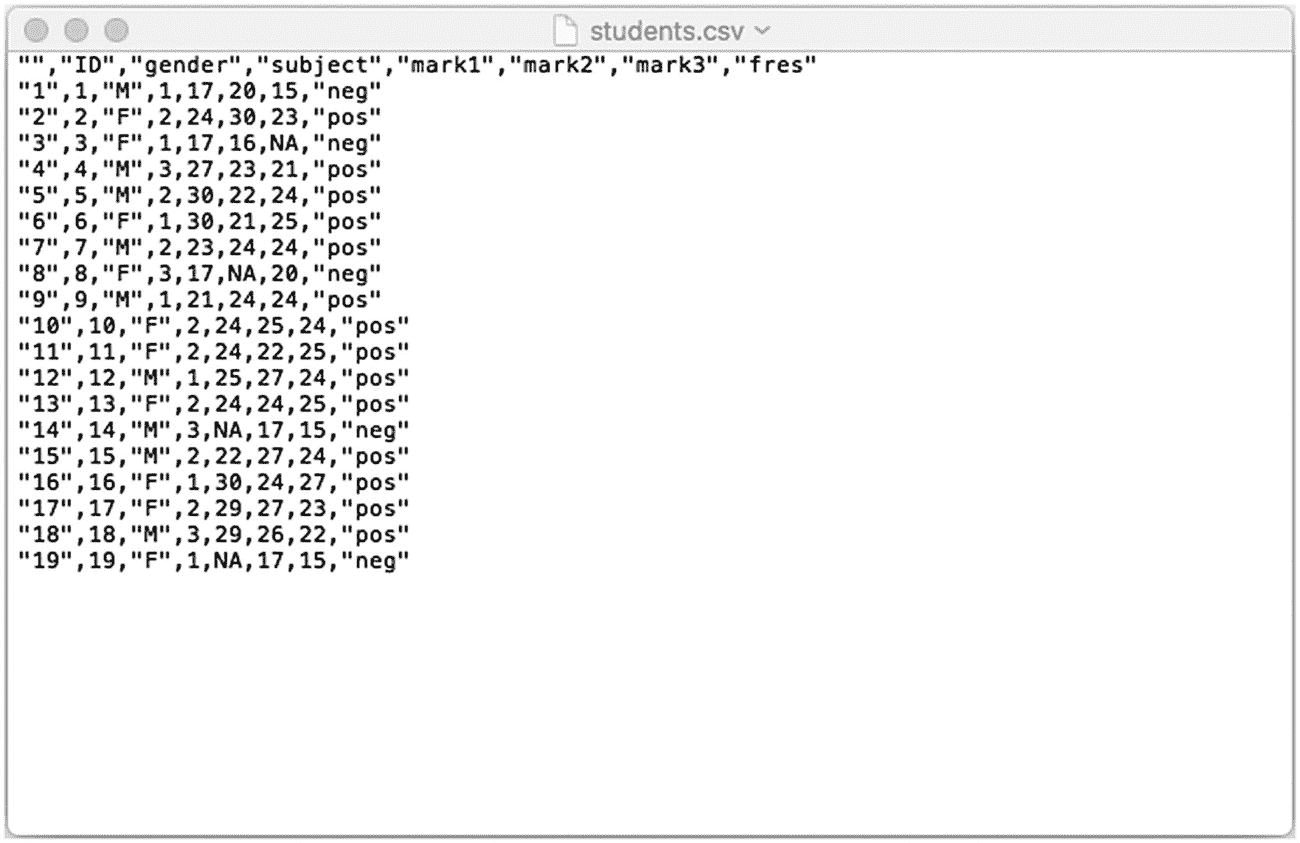 students.csv
"","ID","gender","subject","mark1","mark2","mark3","fres"
"1",1,"M",1,17,20,15,"neg"
"2",2,"F",2,24,30,23,"pos"
"3",3,"F",1,17,16,NA,"neg"
"4",4,"M",3,27,23,21,"pos"
"5",5,"M",2,30,22,24,"pos"
"6",6,"F",1,30,21,25,"pos"
"7",7,"M",2,23,24,24,"pos"
"8",8,"F",3,17,NA,20,"neg"
"9",9,"M",1,21,24,24,"pos"
"10",10,"F",2,24,25,24,"pos"
"11",11,"F",2,24,22,25,"pos"
"12",12,"M",1,25,27,24,"pos"
"13",13,"F",2,24,24,25,"pos"
"14",14,"M",3,NA,17,15,"neg"
"15",15,"M",2,22,27,24,"pos"
"16",16,"F",1,30,24,27,"pos"
"17",17,"F",2,29,27,23,"pos"
"18",18,"M",3,29,26,22,"pos"
"19",19,"F",1,NA,17,15,"neg"